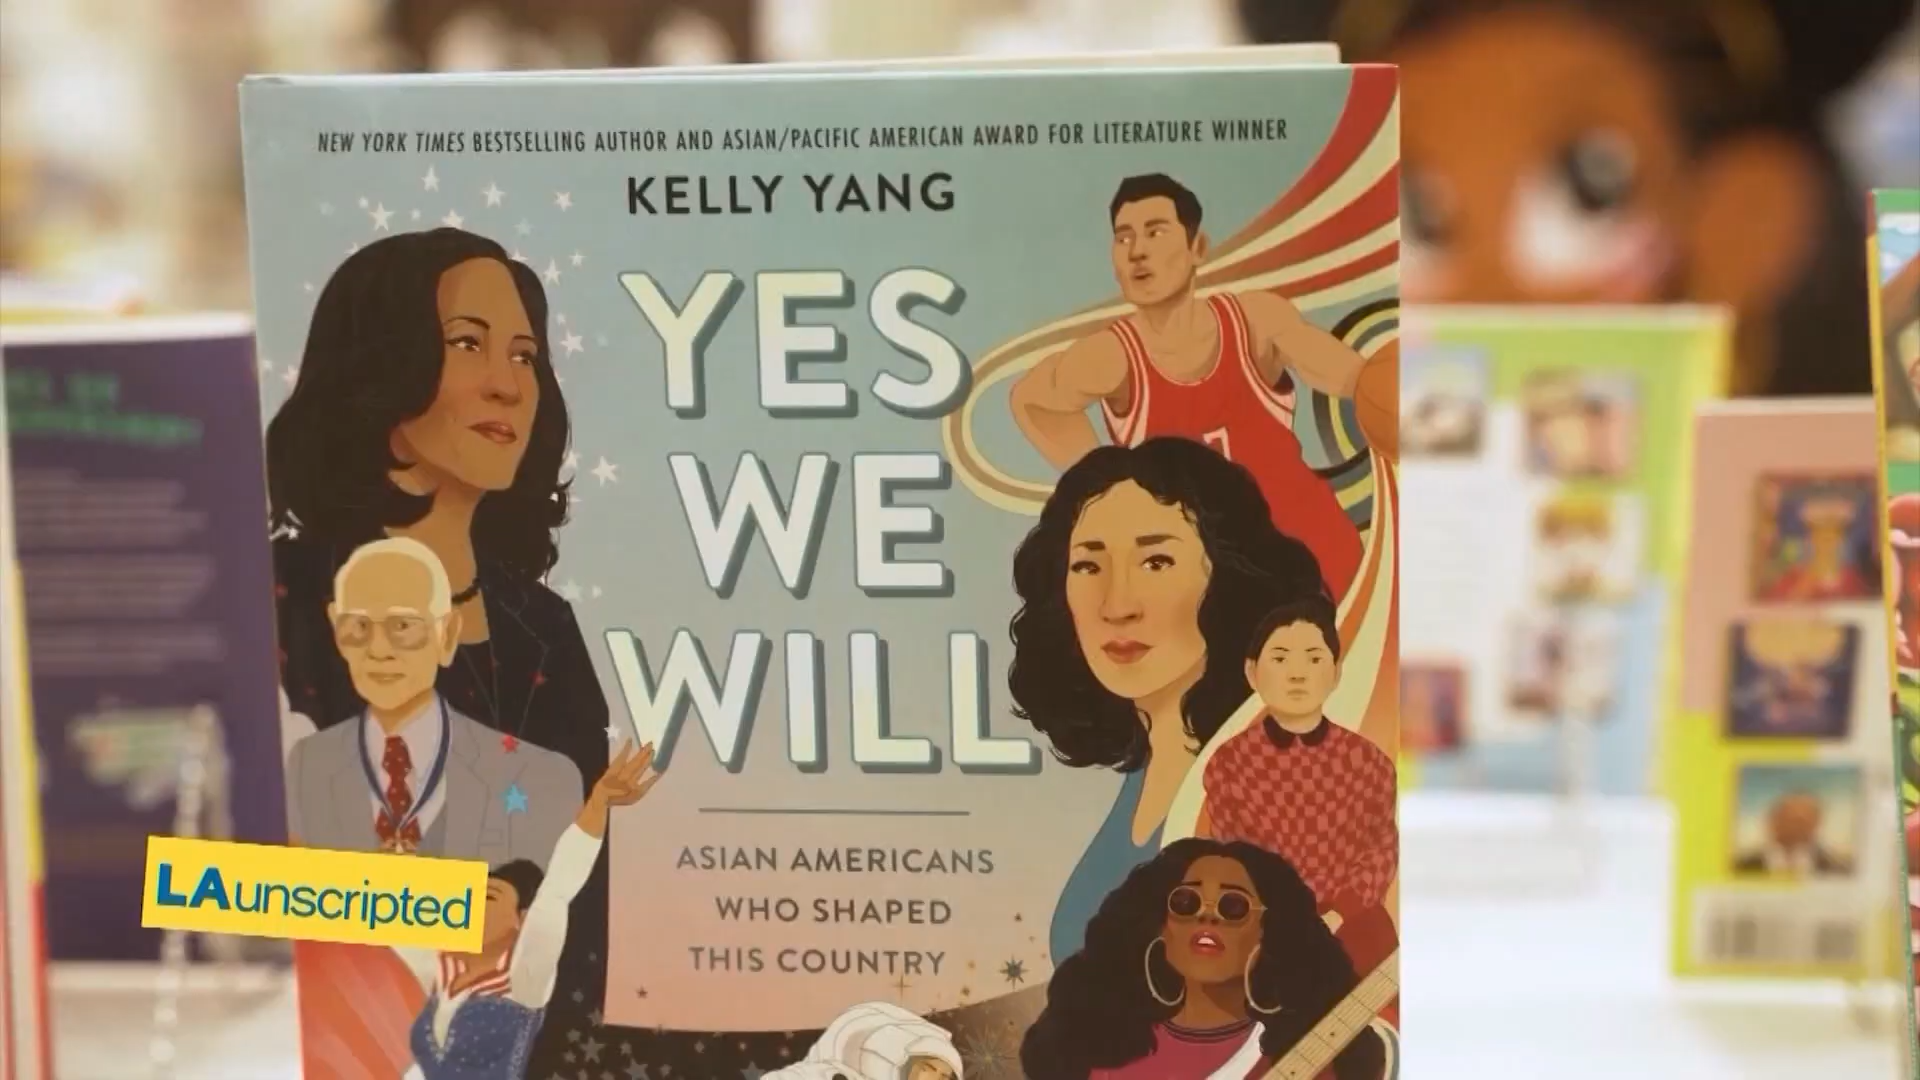 NEW YORK TIMES BESTSELLING AUTHOR AND ASIAN/PACIFIC AMERICAN AWARD FOR LITERATURE WINNER
KELLY YANG
YES
WE
WILL
ASIAN AMERICANS
WHO SHAPED
THIS COUNTRY
LAunscripted